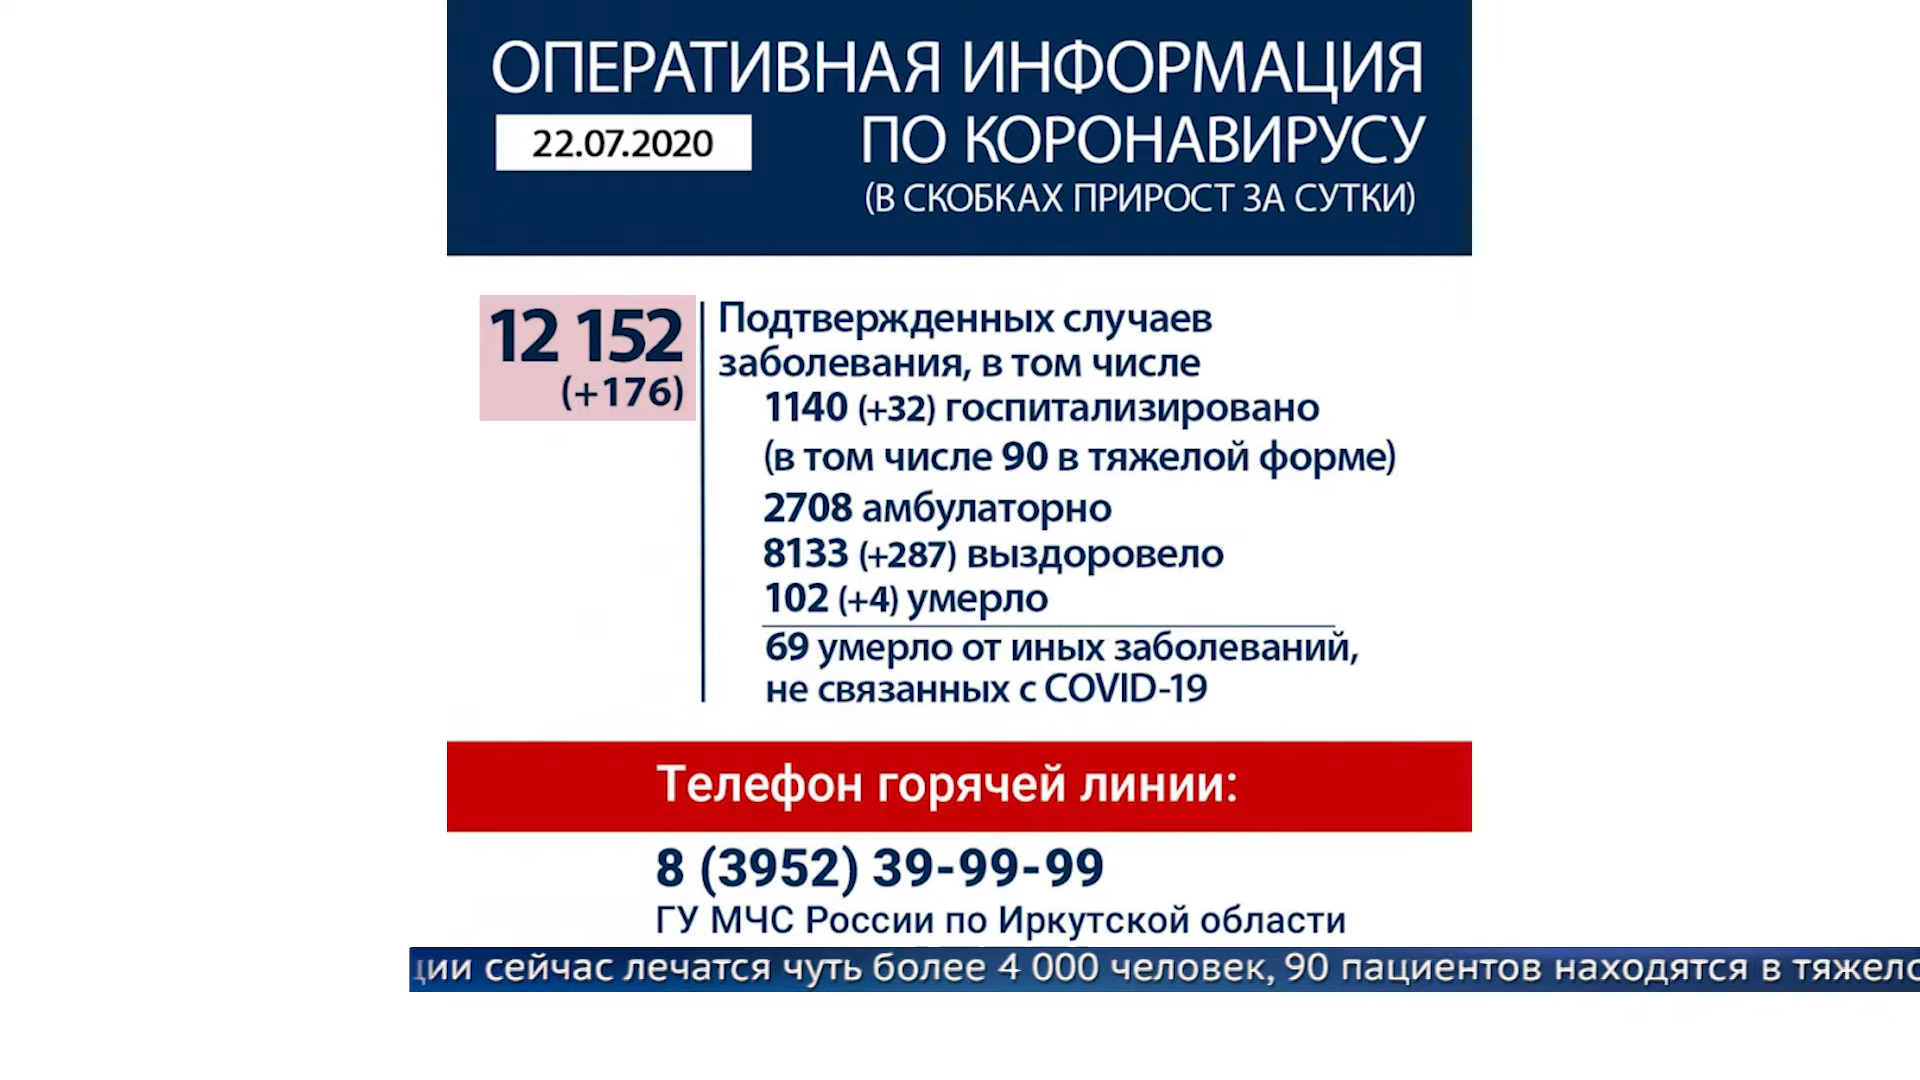 ОПЕРАТИВНАЯ ИНФОРМАЦИЯ
22.07.2020
ПО КОРОНАВИРУСУ
(В СКОБКАХ ПРИРОСТ ЗА СУТКИ)
12 152
(+176)
Подтвержденных случаев
заболевания, в том числе
1140 (+32) госпитализировано
(в том числе 90 в тяжелой форме)
2708 амбулаторно
8133 (+287) выздоровело
102 (+4) умерло
69 умерло от иных заболеваний,
не связанных с COVID-19
Телефон горячей линии:
8 (3952) 39-99-99
ГУ МЧС России по Иркутской области
ции сейчас лечатся чуть более 4 000 человек, 90 пациентов находятся в тяжело